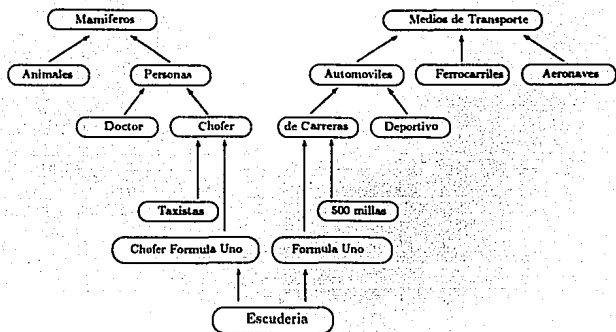 Mamiferos
Medios de Transporte
Animales
Personas
Automoviles
Ferrocarriles
Aeronaves
Doctor
Chofer
de Carreras
Deportivo
Taxistas
500 millas
Chofer Formula Uno
Formula Uno
Escuderia